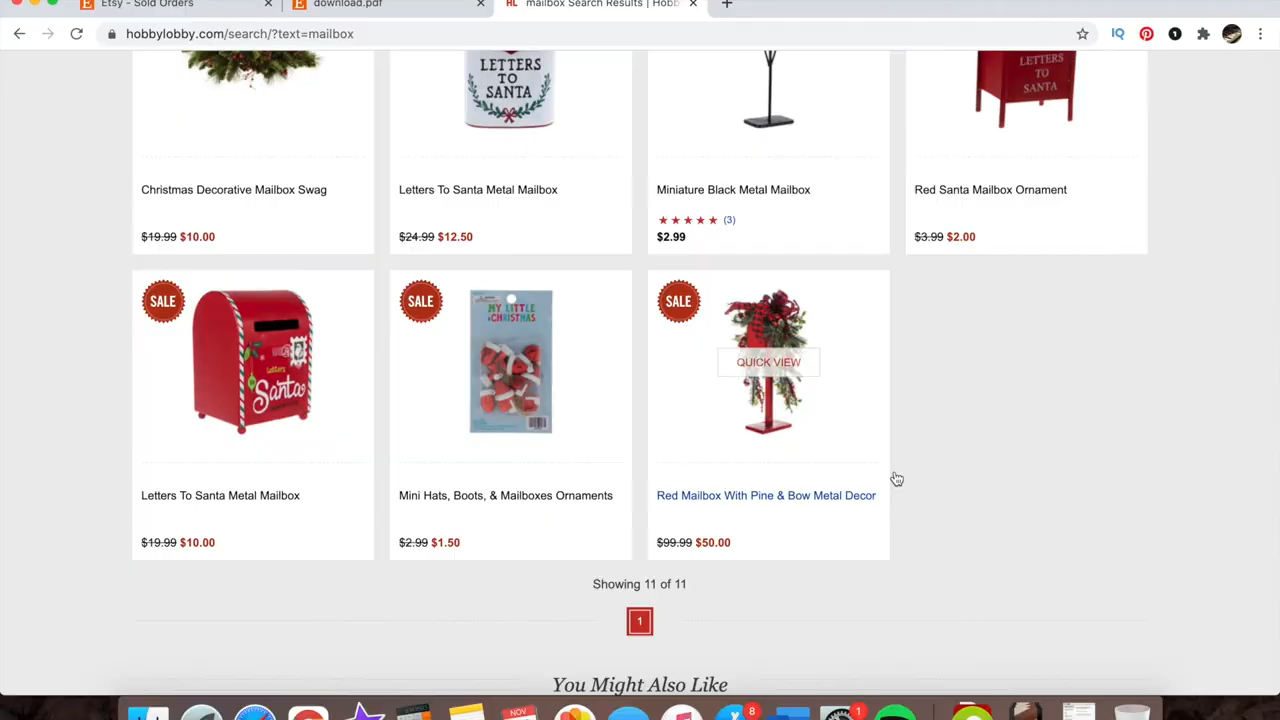 Etsy - Sold Orders
download.pdf
mailbox Search Results | Hobb
hobbylobby.com/search/?text=mailbox
LETTERS
TO
SANTA
LETTERS
TO
SANTA
Christmas Decorative Mailbox Swag
Letters To Santa Metal Mailbox
Miniature Black Metal Mailbox
Red Santa Mailbox Ornament
(3)
$19.99 $10.00
$24.99 $12.50
$2.99
$3.99 $2.00
SALE
SALE
SALE
Letters
Santa
MY LITTLE
CHRISTMAS
QUICK VIEW
Letters To Santa Metal Mailbox
Mini Hats, Boots, & Mailboxes Ornaments
Red Mailbox With Pine & Bow Metal Decor
$19.99 $10.00
$2.99 $1.50
$99.99 $50.00
Showing 11 of 11
1
You Might Also Like
NOV
8
1